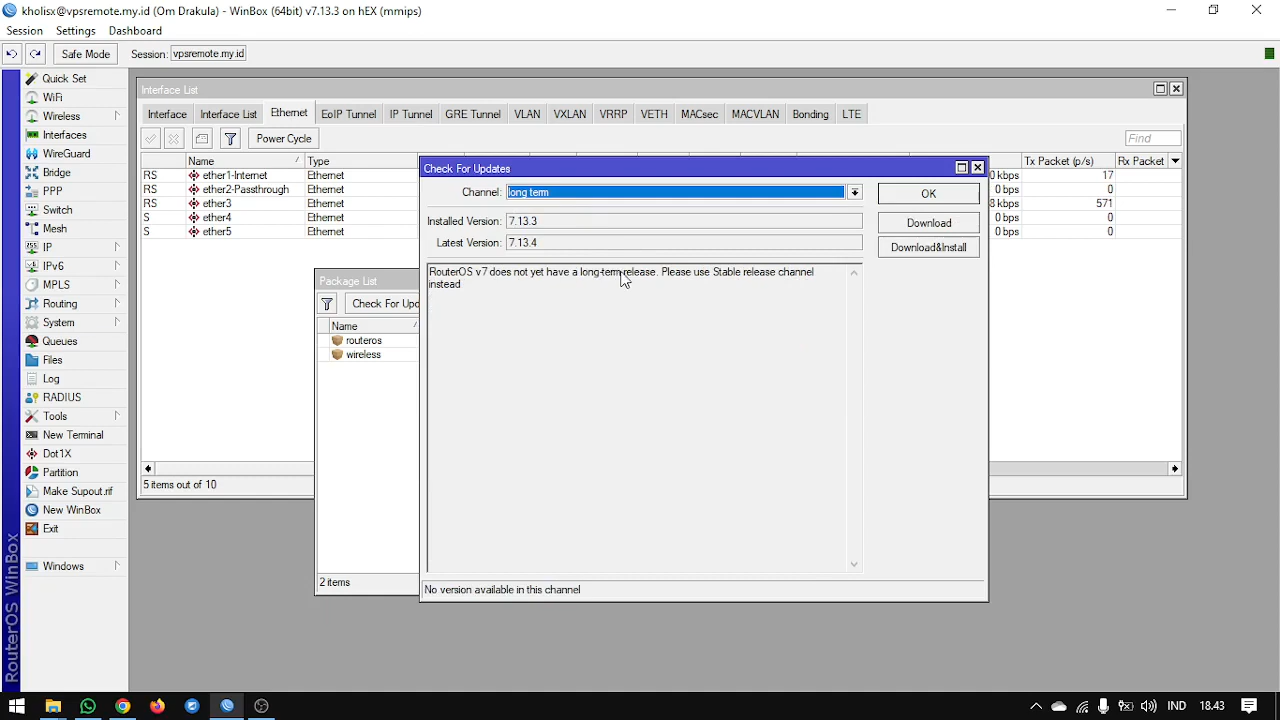 kholisx@vpsremote.my.id (Om Drakula) - WinBox (64bit) v7.13.3 on hEX (mmips)
Session Settings Dashboard
Safe Mode Session: vpsremote.my.id
Quick Set
WiFi
Wireless
Interfaces
WireGuard
Bridge
PPP
Switch
Mesh
IP
IPv6
MPLS
Routing
System
Queues
Files
Log
RADIUS
Tools
New Terminal
Dot1X
Partition
Make Supout.rif
New WinBox
Exit
Windows
RouterOS WinBox
Interface List
Interface Interface List Ethernet EoIP Tunnel IP Tunnel GRE Tunnel VLAN VXLAN VRRP VETH MACsec MACVLAN Bonding LTE
Power Cycle Find
Name / Type Tx Packet (p/s) Rx Packet
RS ether1-Internet Ethernet 0 kbps 17
RS ether2-Passthrough Ethernet 0 bps 0
RS ether3 Ethernet 8 kbps 571
S ether4 Ethernet 0 bps 0
S ether5 Ethernet 0 bps 0
5 items out of 10
Package List
Check For Upd
Name /
routeros
wireless
2 items
Check For Updates
Channel: long term OK
Installed Version: 7.13.3 Download
Latest Version: 7.13.4 Download&Install
RouterOS v7 does not yet have a long-term release. Please use Stable release channel
instead
No version available in this channel
IND 18.43